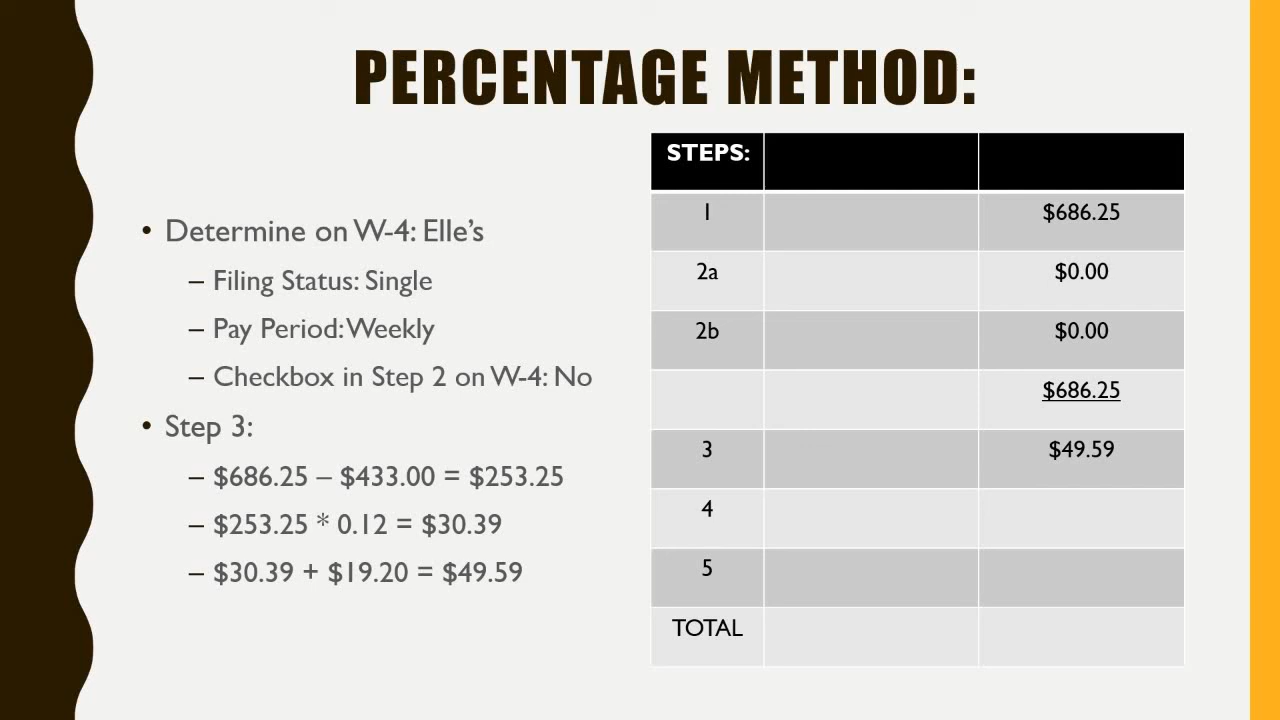 PERCENTAGE METHOD:
• Determine on W-4: Elle's
– Filing Status: Single
– Pay Period: Weekly
– Checkbox in Step 2 on W-4: No
• Step 3:
– $686.25 – $433.00 = $253.25
– $253.25 * 0.12 = $30.39
– $30.39 + $19.20 = $49.59
STEPS:
1 $686.25
2a $0.00
2b $0.00
$686.25
3 $49.59
4
5
TOTAL